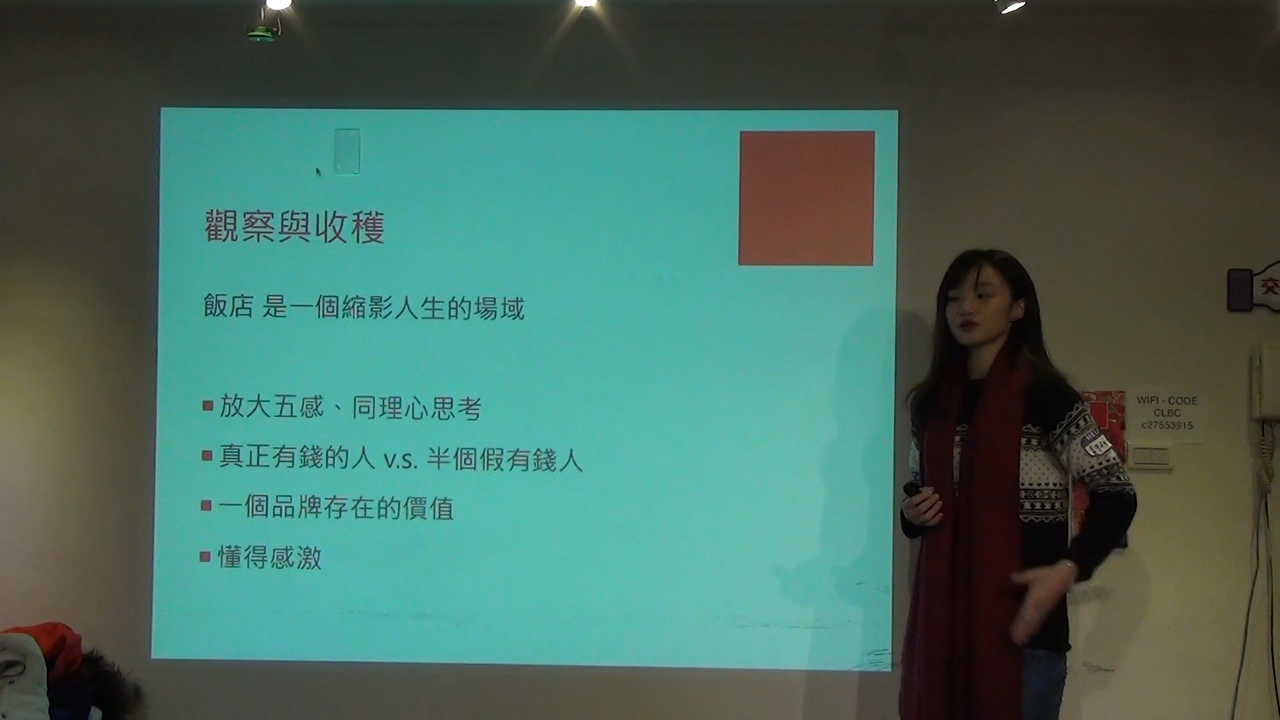 觀察與收穫
飯店 是一個縮影人生的場域
放大五感、同理心思考
真正有錢的人 v.s. 半個假有錢人
一個品牌存在的價值
懂得感激
WIFI - CODE
CLBC
c27553915